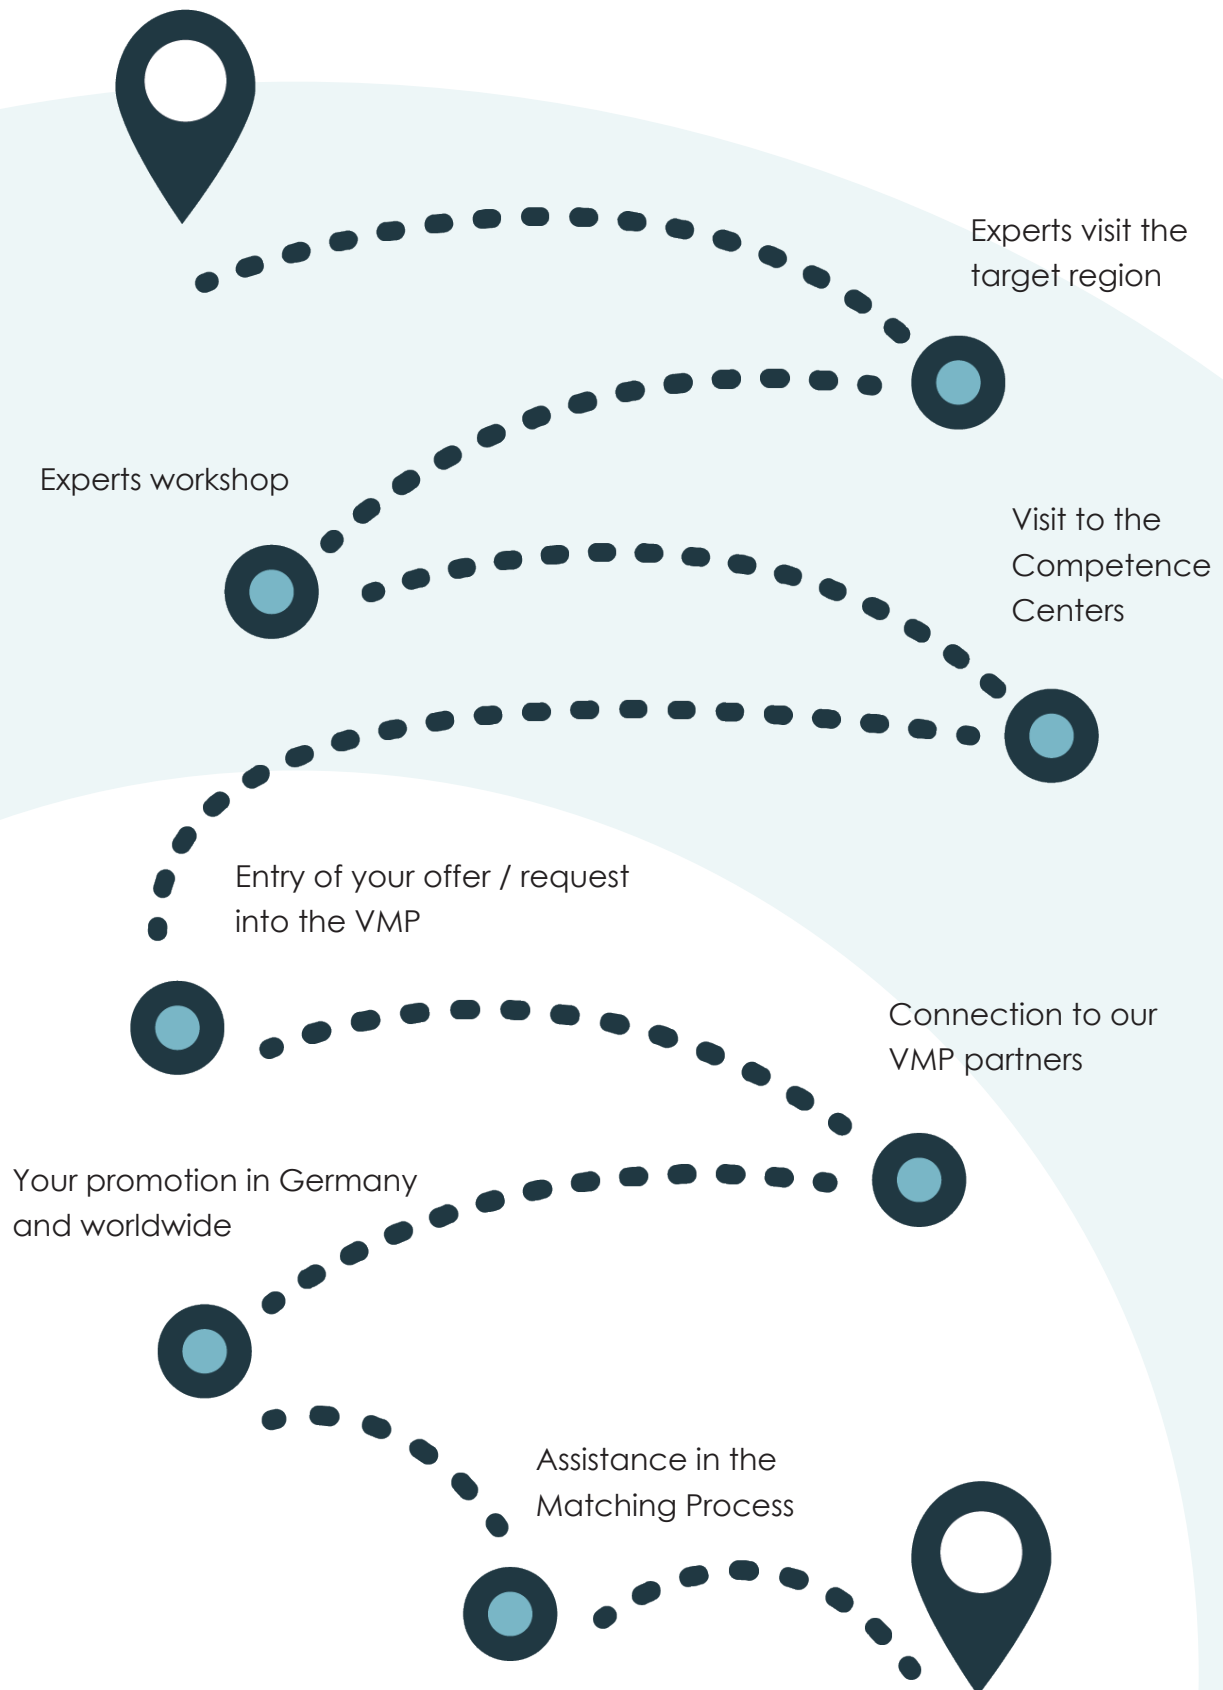 Experts visit the
target region
Experts workshop
Visit to the
Competence
Centers
Entry of your offer / request
into the VMP
Connection to our
VMP partners
Your promotion in Germany
and worldwide
Assistance in the
Matching Process